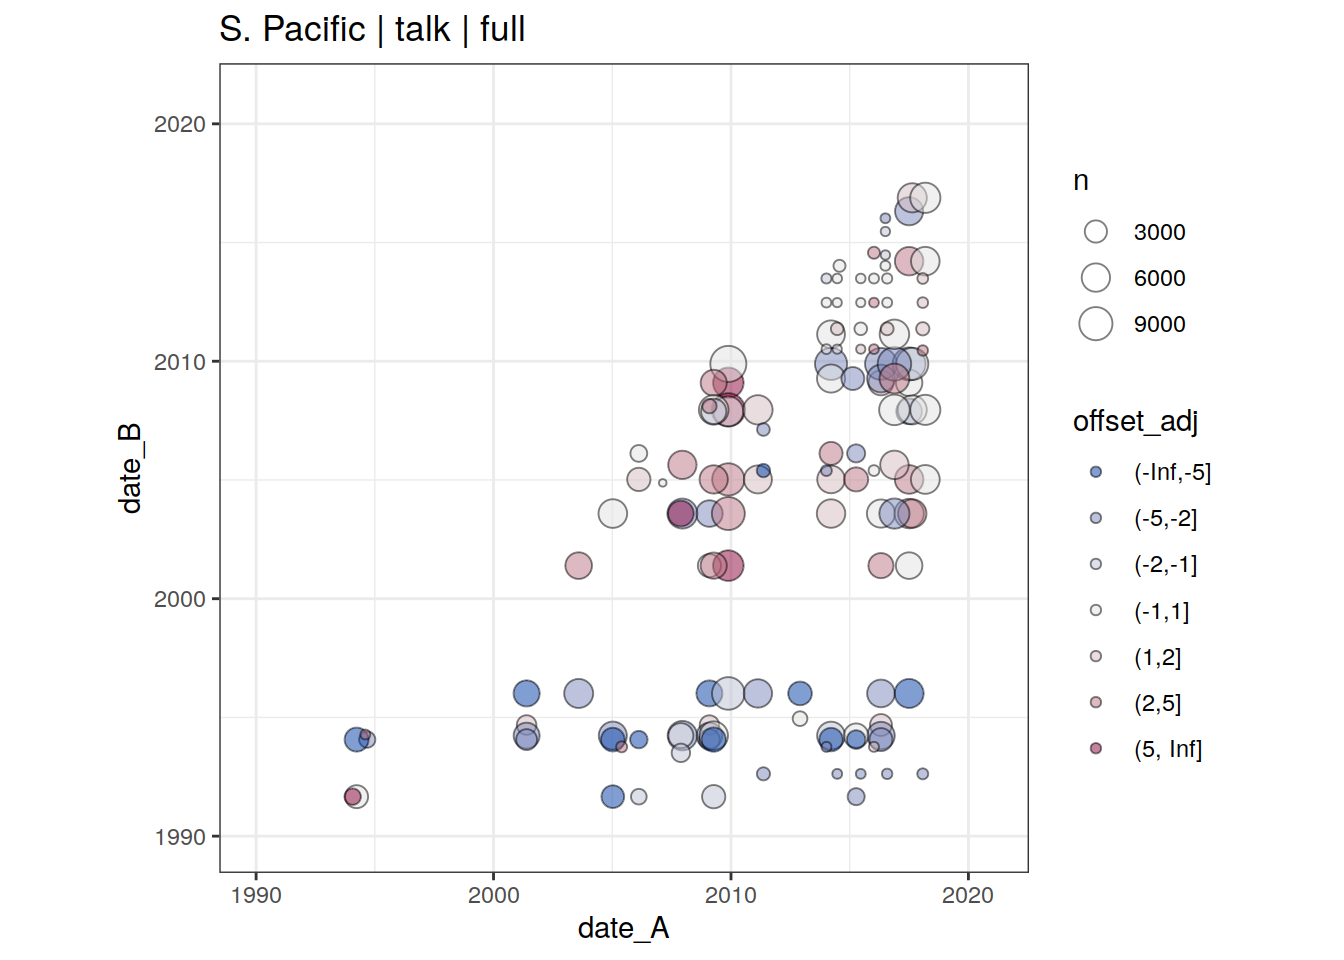 S. Pacific | talk | full
2020
2010
2000
1990
date_B
1990
2000
2010
2020
date_A
n
3000
6000
9000
offset_adj
(-Inf,-5]
(-5,-2]
(-2,-1]
(-1,1]
(1,2]
(2,5]
(5, Inf]